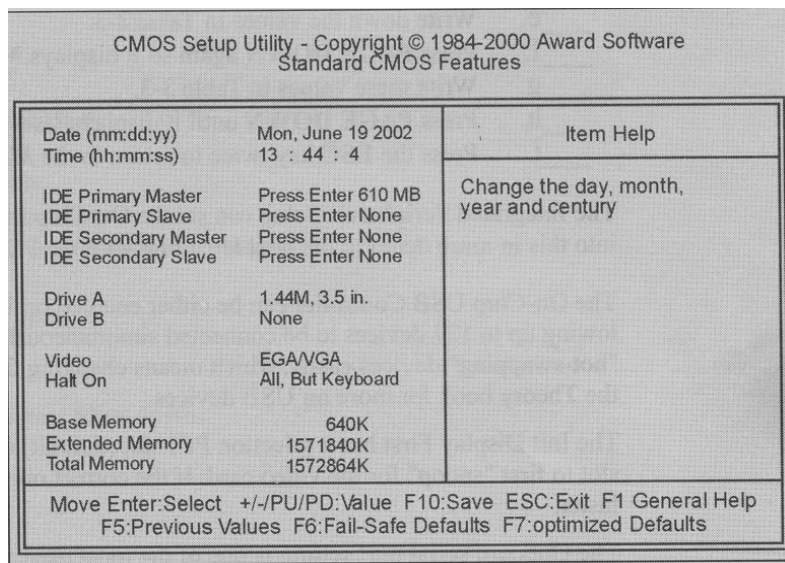 CMOS Setup Utility - Copyright © 1984-2000 Award Software
Standard CMOS Features
Date (mm:dd:yy) Mon, June 19 2002
Time (hh:mm:ss) 13 : 44 : 4
IDE Primary Master Press Enter 610 MB
IDE Primary Slave Press Enter None
IDE Secondary Master Press Enter None
IDE Secondary Slave Press Enter None
Drive A 1.44M, 3.5 in.
Drive B None
Video EGA/VGA
Halt On All, But Keyboard
Base Memory 640K
Extended Memory 1571840K
Total Memory 1572864K
Item Help
Change the day, month,
year and century
Move Enter:Select +/-/PU/PD:Value F10:Save ESC:Exit F1 General Help
F5:Previous Values F6:Fail-Safe Defaults F7:optimized Defaults